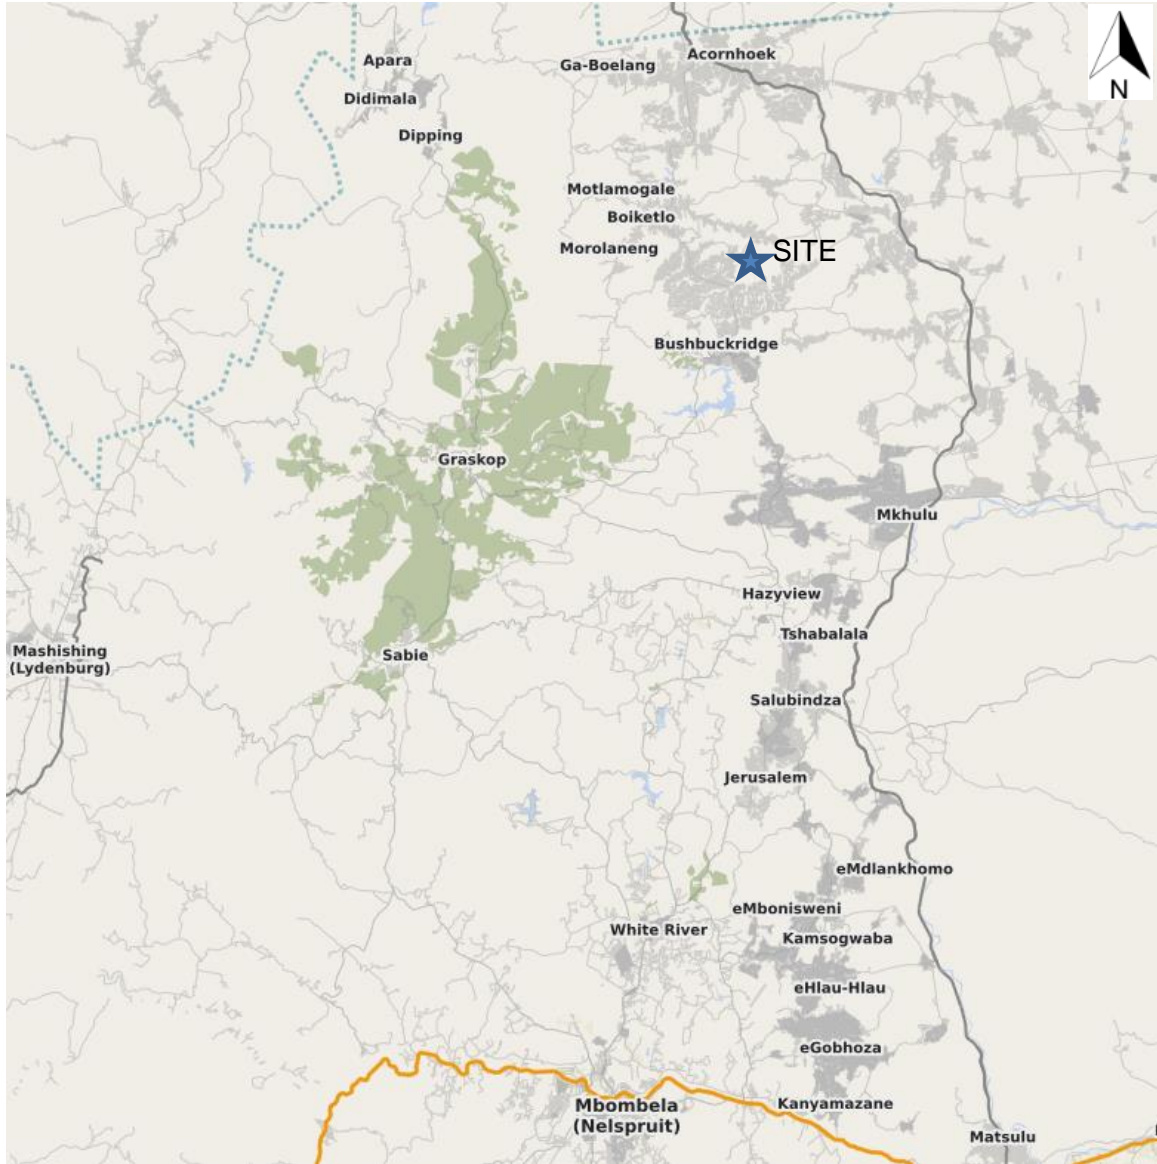 Acornhoek
Apara
Ga-Boelang
N
Didimala
Dipping
Motlamogale
Boiketlo
Morolaneng
SITE
Bushbuckridge
Graskop
Mkhulu
Hazyview
Tshabalala
Mashishing
(Lydenburg)
Sabie
Salubindza
Jerusalem
eMdlankhomo
eMbonisweni
White River
Kamsogwaba
eHlau-Hlau
eGobhoza
Kanyamazane
Mbombela
(Nelspruit)
Matsulu